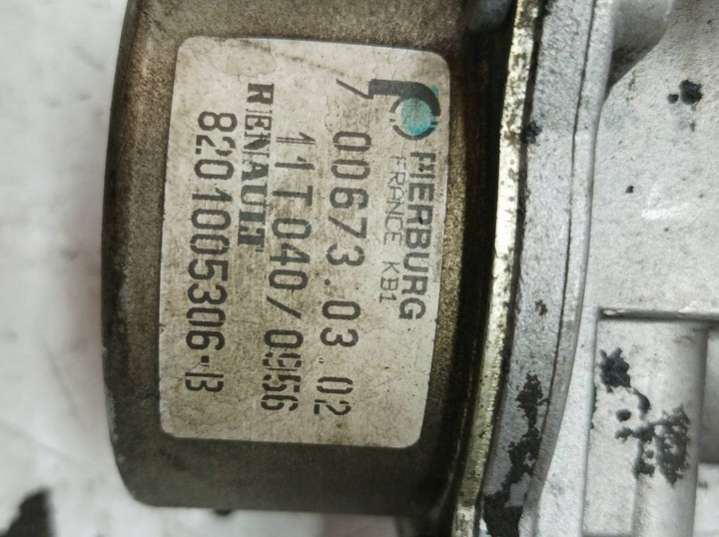 PIERBURG
FRANCE KB1
7 00673.03.02
11T040/0956
RENAULT
8201005306-B